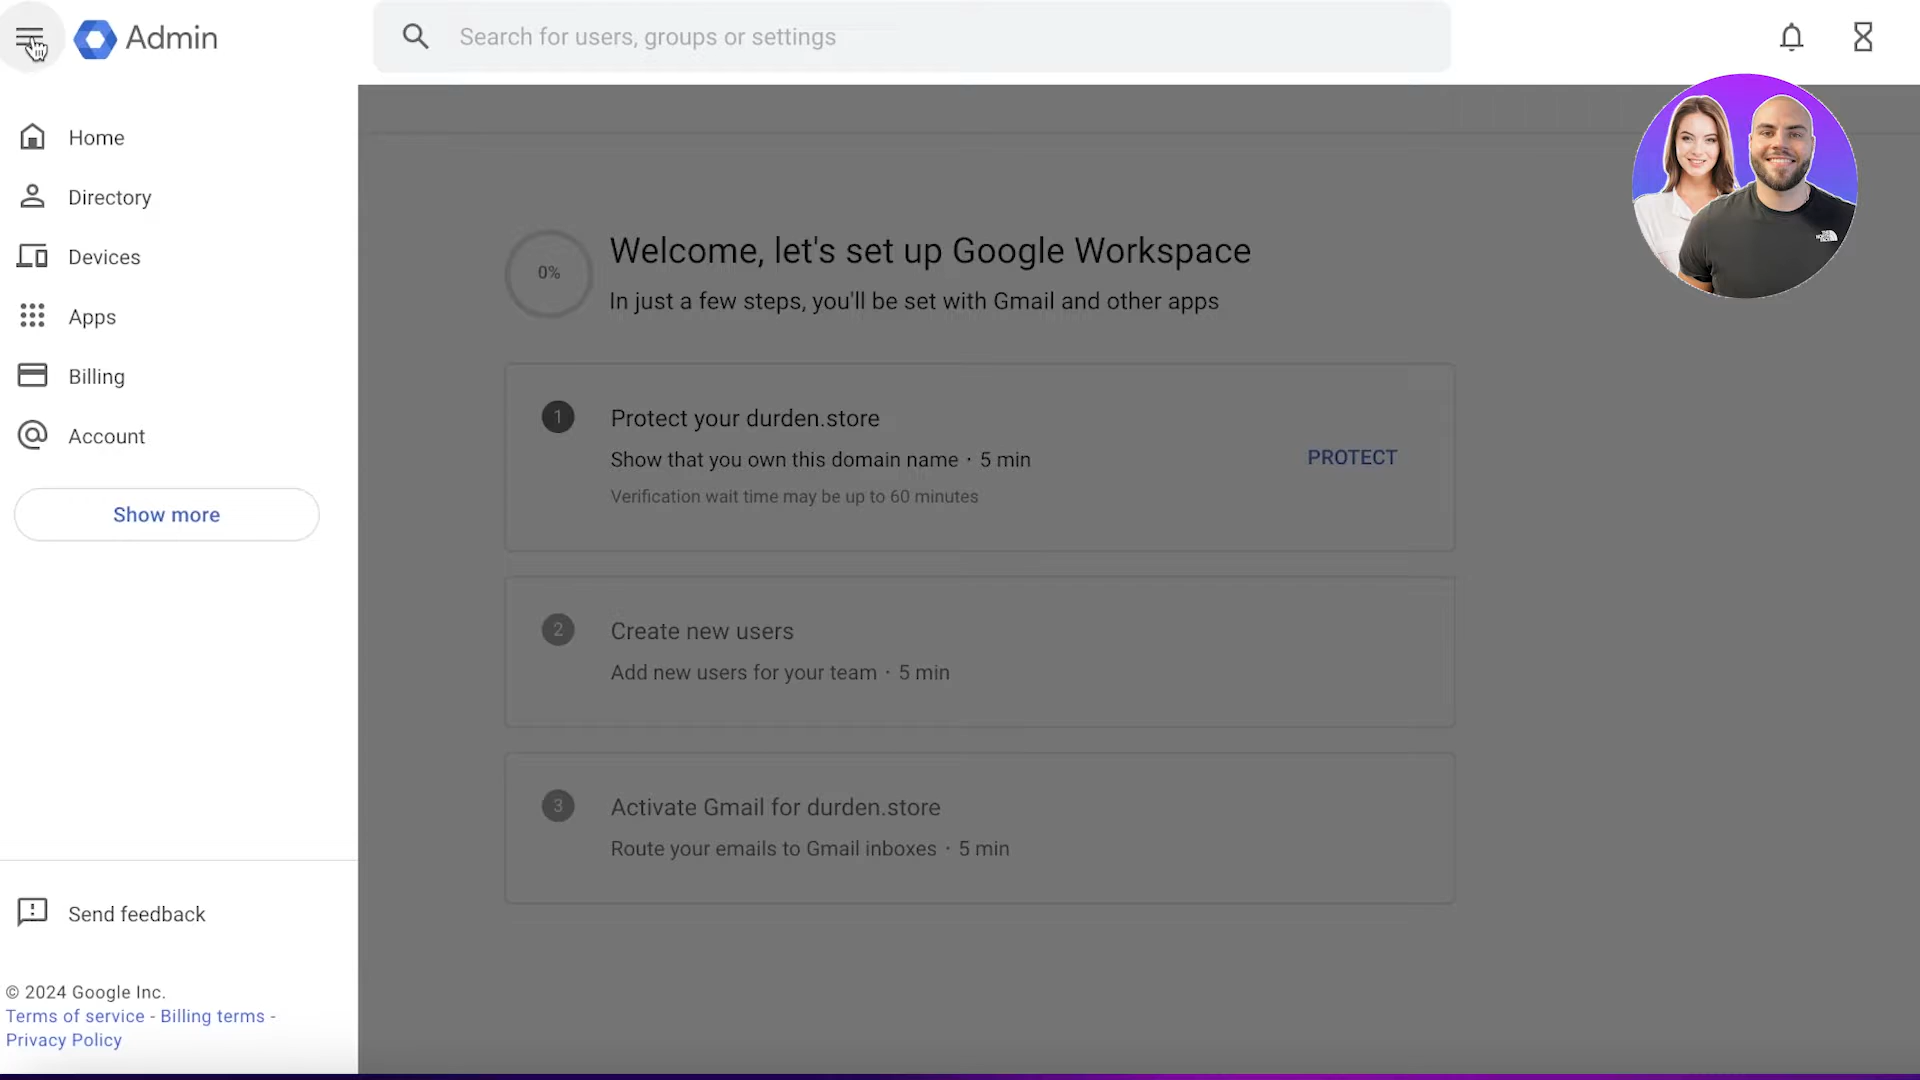 Admin
Search for users, groups or settings
Home
Directory
Devices
Apps
Billing
Account
Show more
Send feedback
© 2024 Google Inc.
Terms of service - Billing terms -
Privacy Policy
0%
Welcome, let's set up Google Workspace
In just a few steps, you'll be set with Gmail and other apps
1
Protect your durden.store
Show that you own this domain name · 5 min
Verification wait time may be up to 60 minutes
PROTECT
2
Create new users
Add new users for your team · 5 min
3
Activate Gmail for durden.store
Route your emails to Gmail inboxes · 5 min